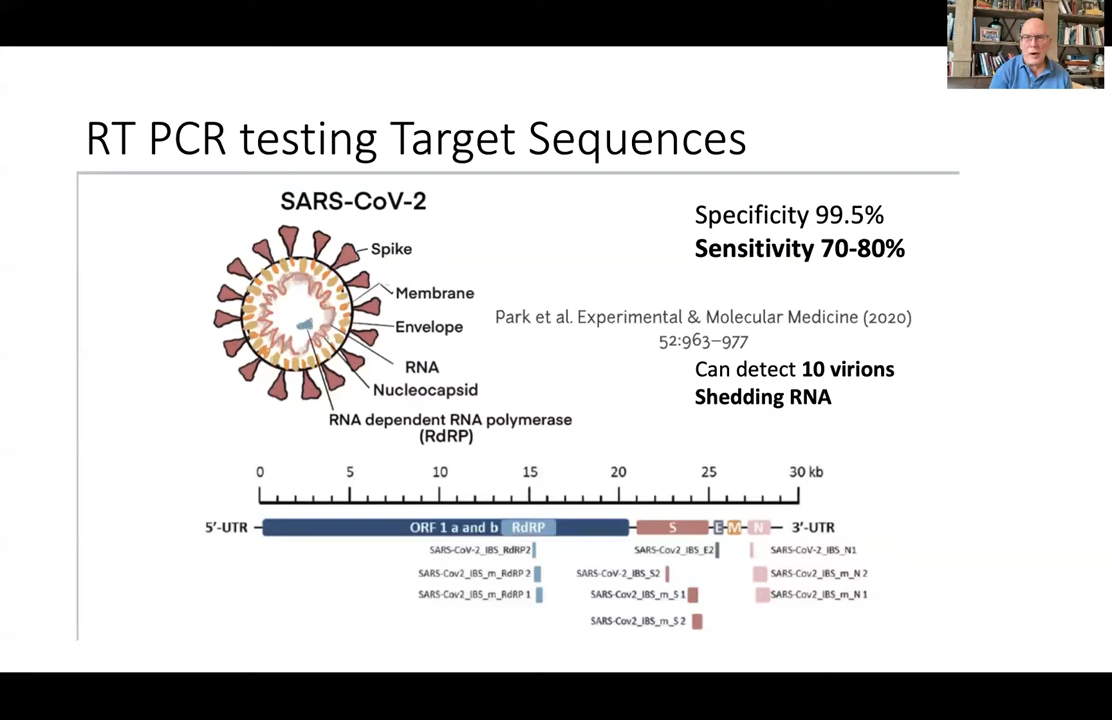 RT PCR testing Target Sequences
SARS-CoV-2
Spike
Membrane
Envelope
RNA
Nucleocapsid
RNA dependent RNA polymerase
(RdRP)
Specificity 99.5%
Sensitivity 70-80%
Park et al. Experimental & Molecular Medicine (2020)
52:963–977
Can detect 10 virions
Shedding RNA
0 5 10 15 20 25 30 kb
5'-UTR ORF 1 a and b RdRP S E M N 3'-UTR
SARS-CoV-2_IBS_RdRP2 SARS-Cov2_IBS_E2 SARS-CoV-2_IBS_N1
SARS-Cov2_IBS_m_RdRP 2 SARS-CoV-2_IBS_S2 SARS-Cov2_IBS_m_N 2
SARS-Cov2_IBS_m_RdRP 1 SARS-Cov2_IBS_m_S 1 SARS-Cov2_IBS_m_N 1
SARS-Cov2_IBS_m_S 2